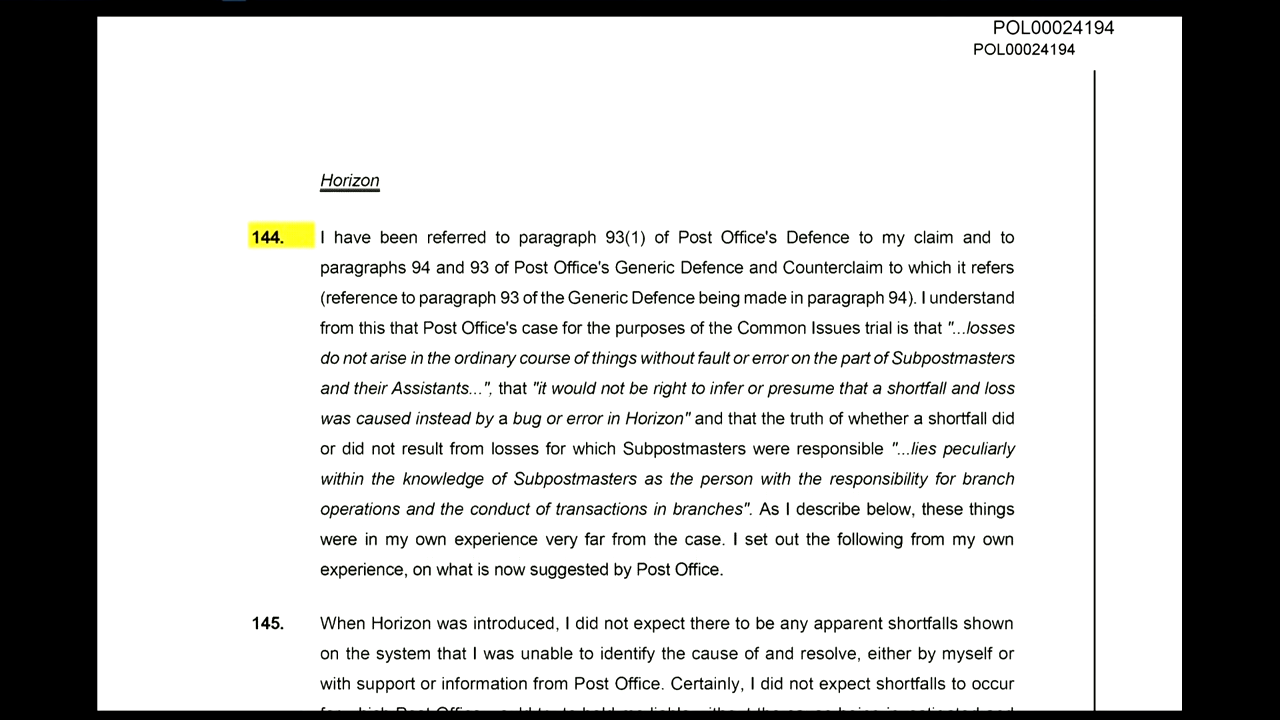 POL00024194
POL00024194
Horizon
144. I have been referred to paragraph 93(1) of Post Office's Defence to my claim and to
paragraphs 94 and 93 of Post Office's Generic Defence and Counterclaim to which it refers
(reference to paragraph 93 of the Generic Defence being made in paragraph 94). I understand
from this that Post Office's case for the purposes of the Common Issues trial is that "...losses
do not arise in the ordinary course of things without fault or error on the part of Subpostmasters
and their Assistants...", that "it would not be right to infer or presume that a shortfall and loss
was caused instead by a bug or error in Horizon" and that the truth of whether a shortfall did
or did not result from losses for which Subpostmasters were responsible "...lies peculiarly
within the knowledge of Subpostmasters as the person with the responsibility for branch
operations and the conduct of transactions in branches". As I describe below, these things
were in my own experience very far from the case. I set out the following from my own
experience, on what is now suggested by Post Office.
145. When Horizon was introduced, I did not expect there to be any apparent shortfalls shown
on the system that I was unable to identify the cause of and resolve, either by myself or
with support or information from Post Office. Certainly, I did not expect shortfalls to occur